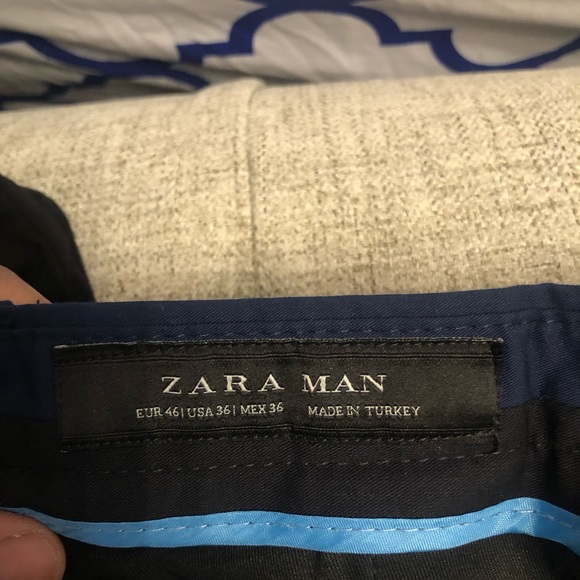 ZARA MAN
EUR 46| USA 36| MEX 36 MADE IN TURKEY